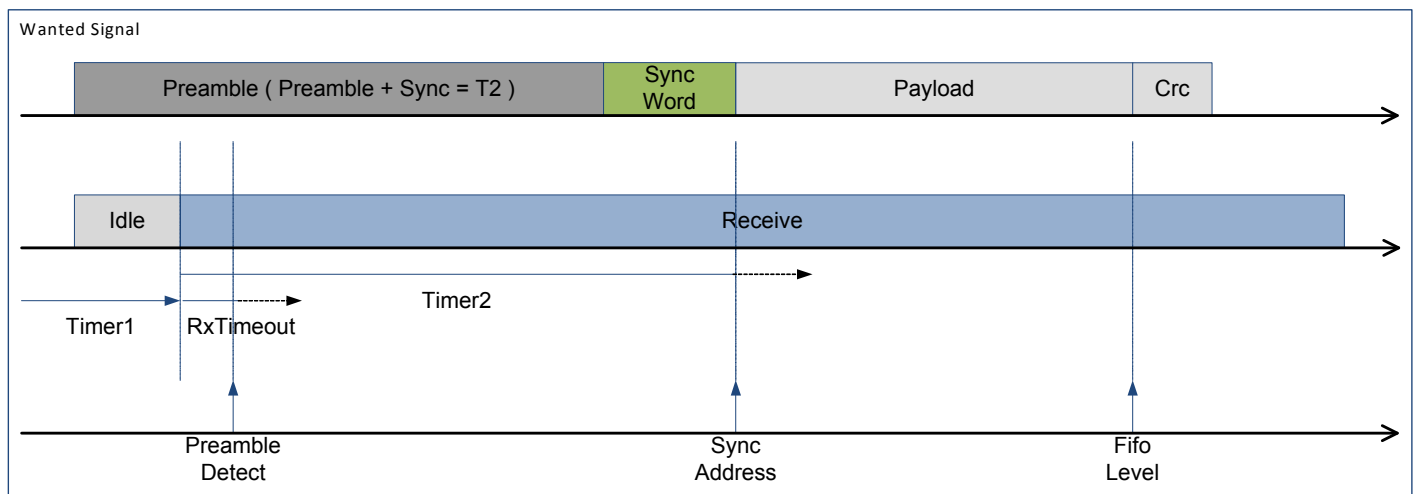 Wanted Signal
Preamble ( Preamble + Sync = T2 )
Sync
Word
Payload
Crc
Idle
Receive
Timer2
Timer1
RxTimeout
Preamble
Detect
Sync
Address
Fifo
Level